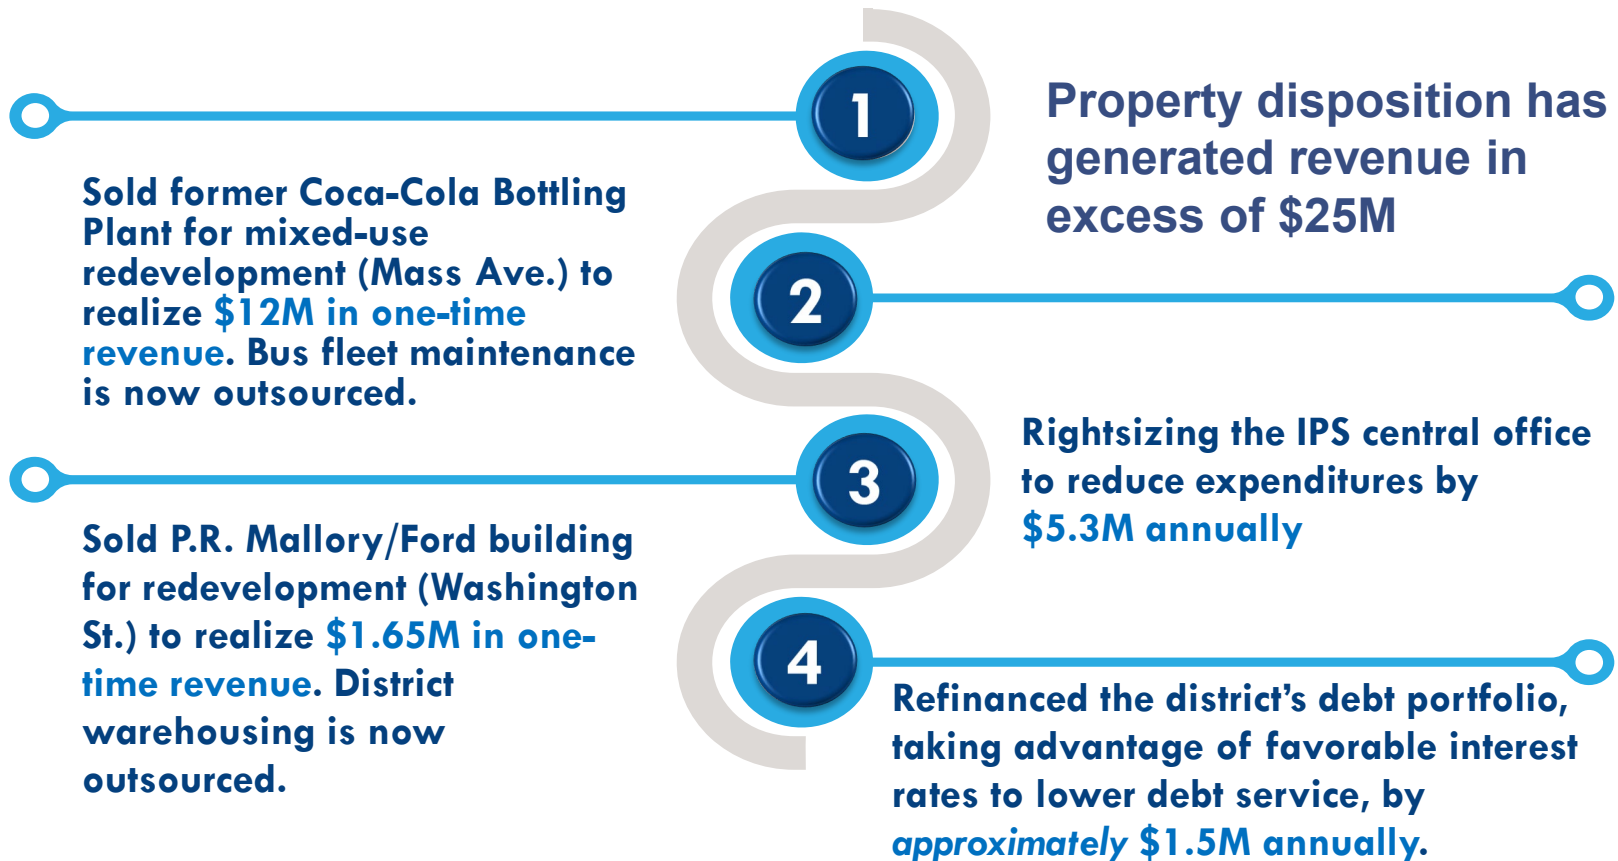 1
Property disposition has
generated revenue in
excess of $25M
Sold former Coca-Cola Bottling
Plant for mixed-use
redevelopment (Mass Ave.) to
realize $12M in one-time
revenue. Bus fleet maintenance
is now outsourced.
2
Rightsizing the IPS central office
to reduce expenditures by
$5.3M annually
3
Sold P.R. Mallory/Ford building
for redevelopment (Washington
St.) to realize $1.65M in one-
time revenue. District
warehousing is now
outsourced.
4
Refinanced the district’s debt portfolio,
taking advantage of favorable interest
rates to lower debt service, by
approximately $1.5M annually.